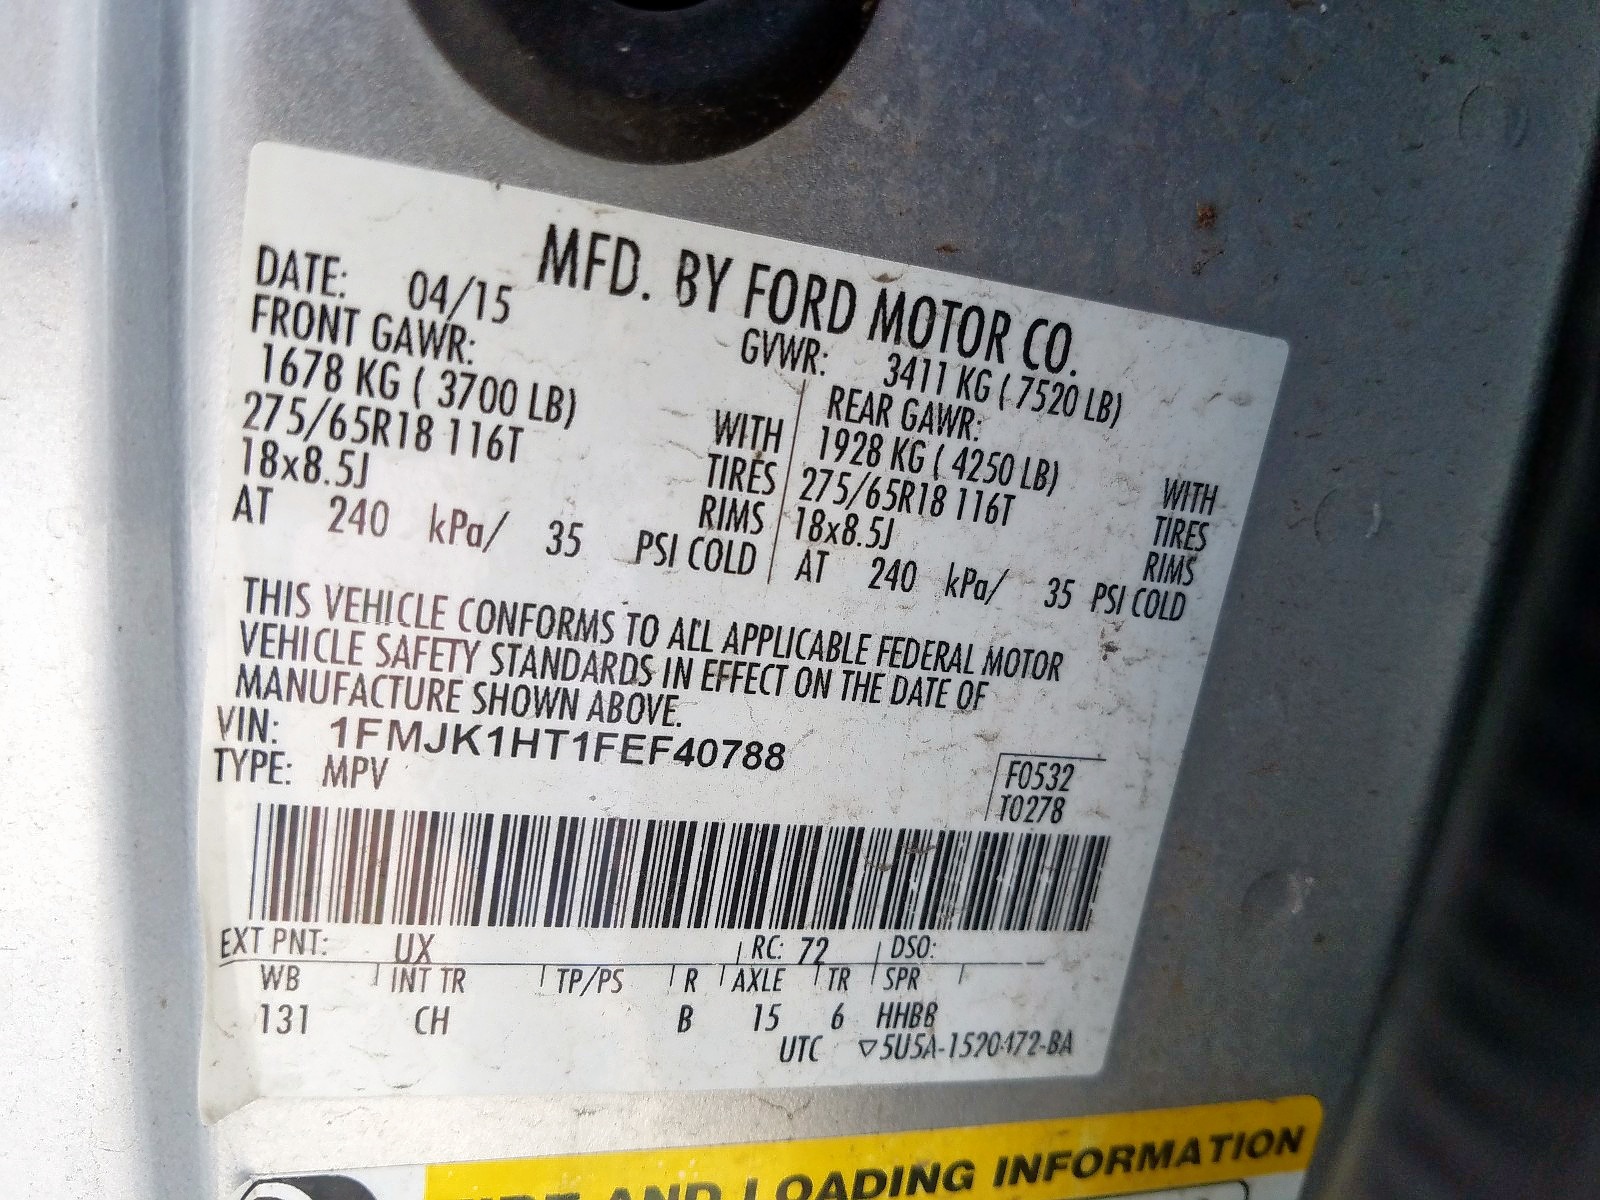 MFD. BY FORD MOTOR CO.
DATE: 04/15 GVWR: 3411 KG ( 7520 LB)
FRONT GAWR: REAR GAWR:
1678 KG ( 3700 LB) WITH 1928 KG ( 4250 LB) WITH
275/65R18 116T TIRES 275/65R18 116T TIRES
18x8.5J RIMS 18x8.5J RIMS
AT 240 kPa/ 35 PSI COLD AT 240 kPa/ 35 PSI COLD
THIS VEHICLE CONFORMS TO ALL APPLICABLE FEDERAL MOTOR
VEHICLE SAFETY STANDARDS IN EFFECT ON THE DATE OF
MANUFACTURE SHOWN ABOVE.
VIN: 1FMJK1HT1FEF40788
TYPE: MPV
F0532
T0278
EXT PNT: UX RC: 72 DSO:
WB INT TR TP/PS R AXLE TR SPR
131 CH B 15 6 HHBB
UTC ▽5U5A-1520472-BA
TIRE AND LOADING INFORMATION